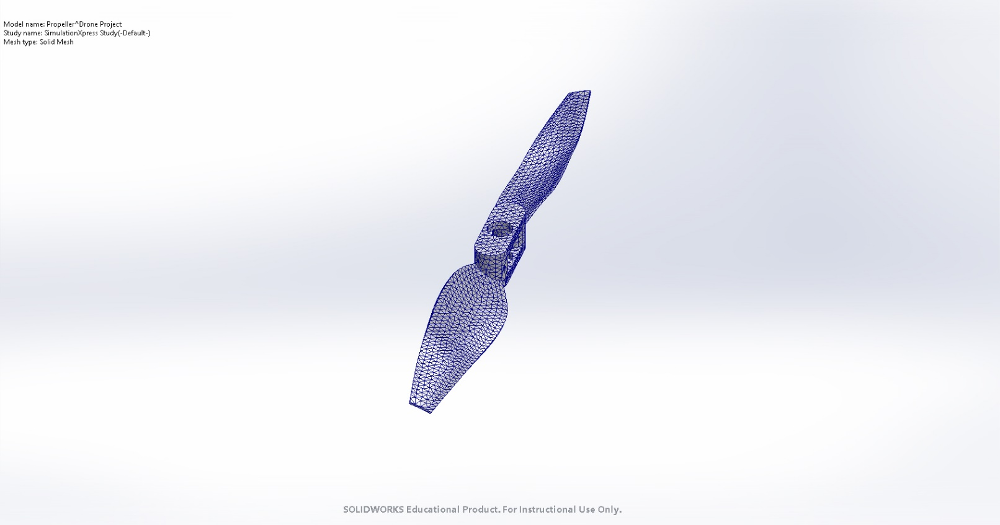 Model name: Propeller^Drone Project
Study name: SimulationXpress Study(-Default-)
Mesh type: Solid Mesh
SOLIDWORKS Educational Product. For Instructional Use Only.